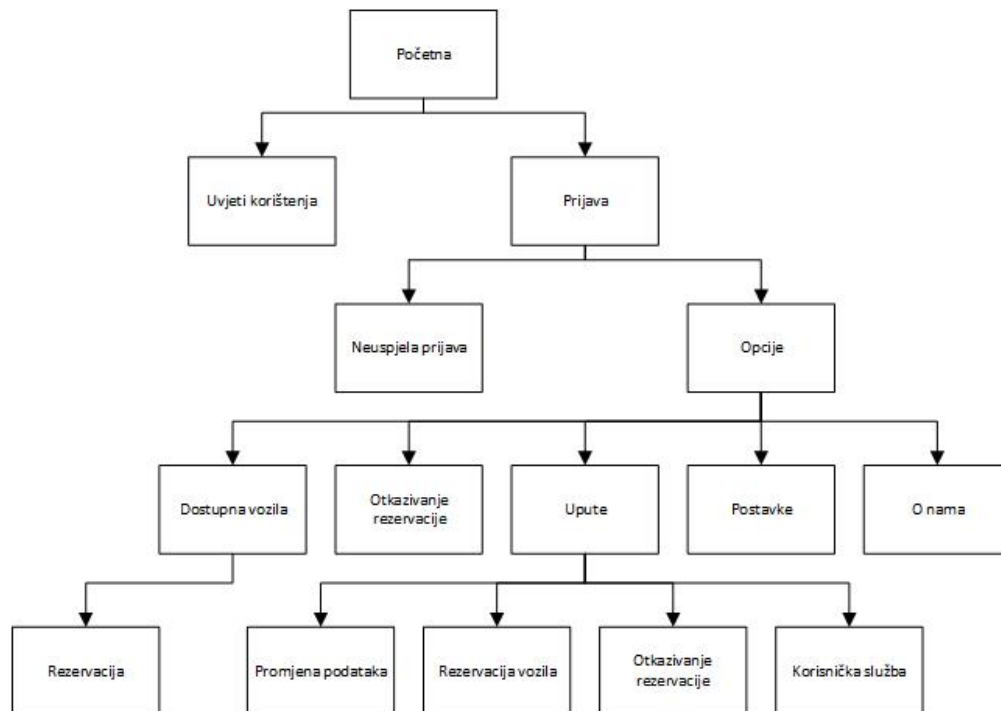 Početna
Uvjeti korištenja
Prijava
Neuspjela prijava
Opcije
Dostupna vozila
Otkazivanje
rezervacije
Upute
Postavke
O nama
Rezervacija
Promjena podataka
Rezervacija vozila
Otkazivanje
rezervacije
Korisnička služba